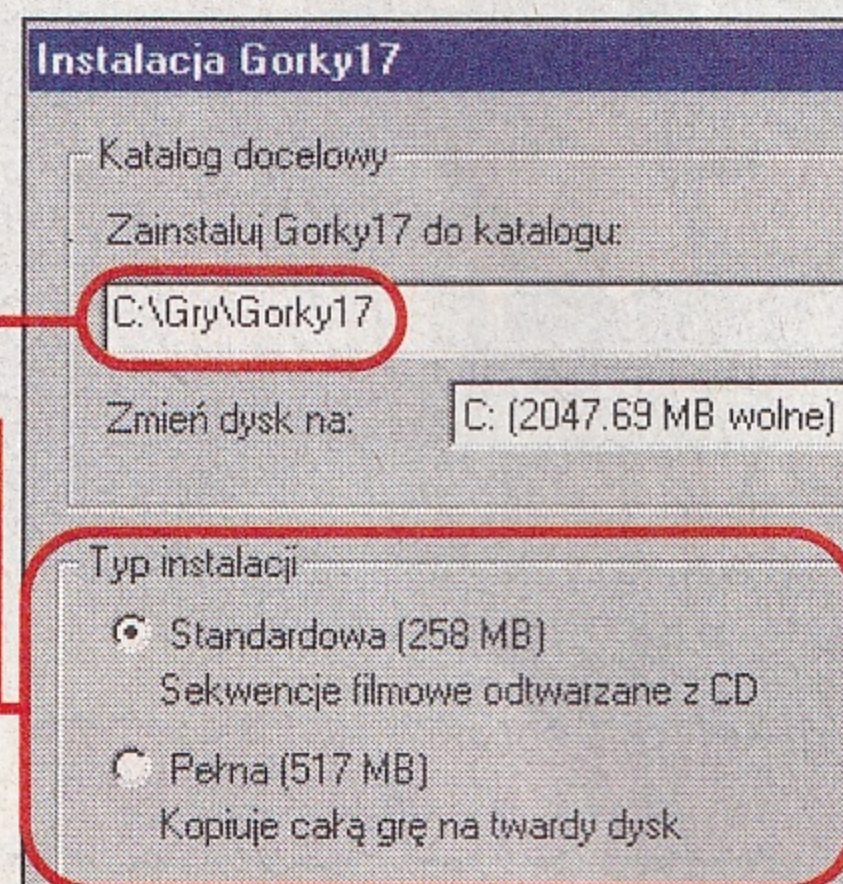 Instalacja Gorky17
Katalog docelowy
Zainstaluj Gorky17 do katalogu:
C:\Gry\Gorky17
Zmień dysk na: C: (2047.69 MB wolne)
Typ instalacji
Standardowa (258 MB)
Sekwencje filmowe odtwarzane z CD
Pełna (517 MB)
Kopiuje całą grę na twardy dysk